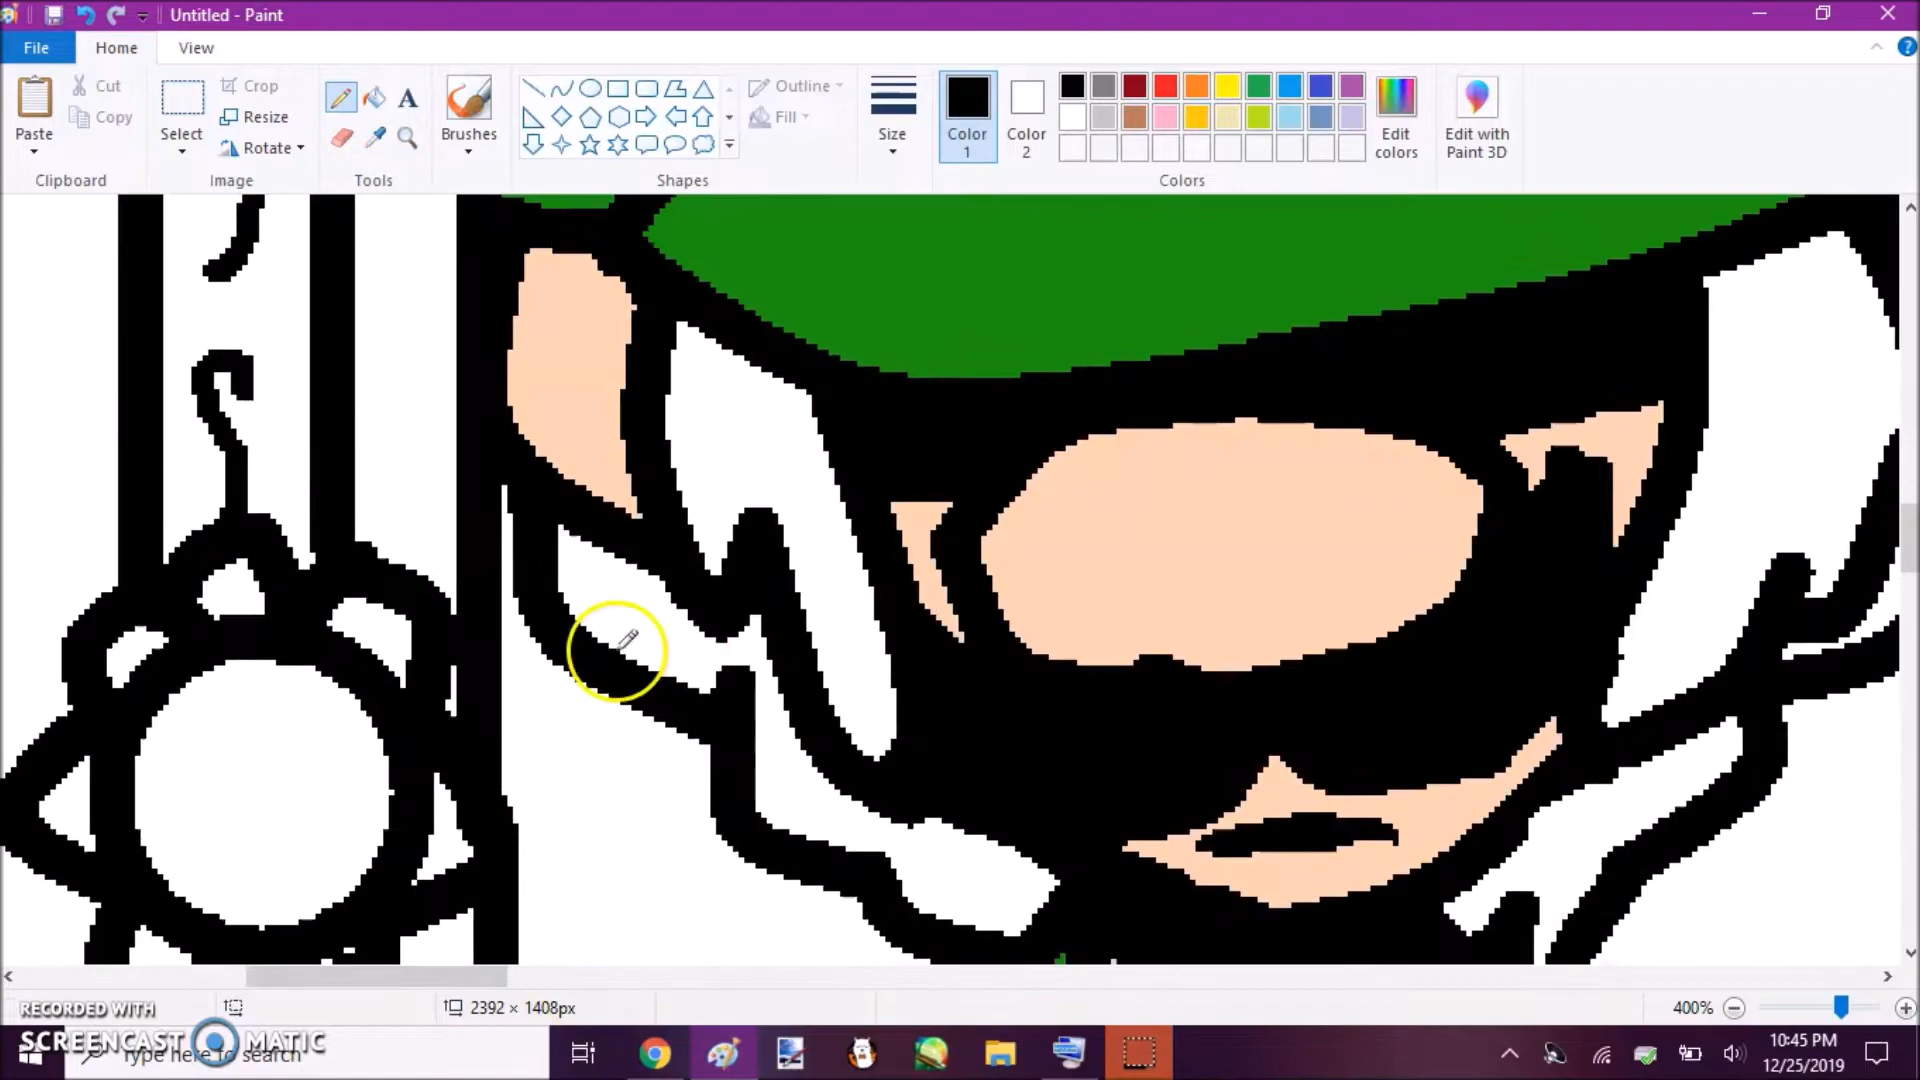 Untitled - Paint
File Home View
Paste
Cut
Copy
Clipboard
Select
Crop
Resize
Rotate
Image
A
Tools
Brushes
Shapes
Outline
Fill
Size
Color 1
Color 2
Colors
Edit colors
Edit with Paint 3D
2392 × 1408px
400%
RECORDED WITH
SCREENCAST MATIC
Type here to search
10:45 PM
12/25/2019